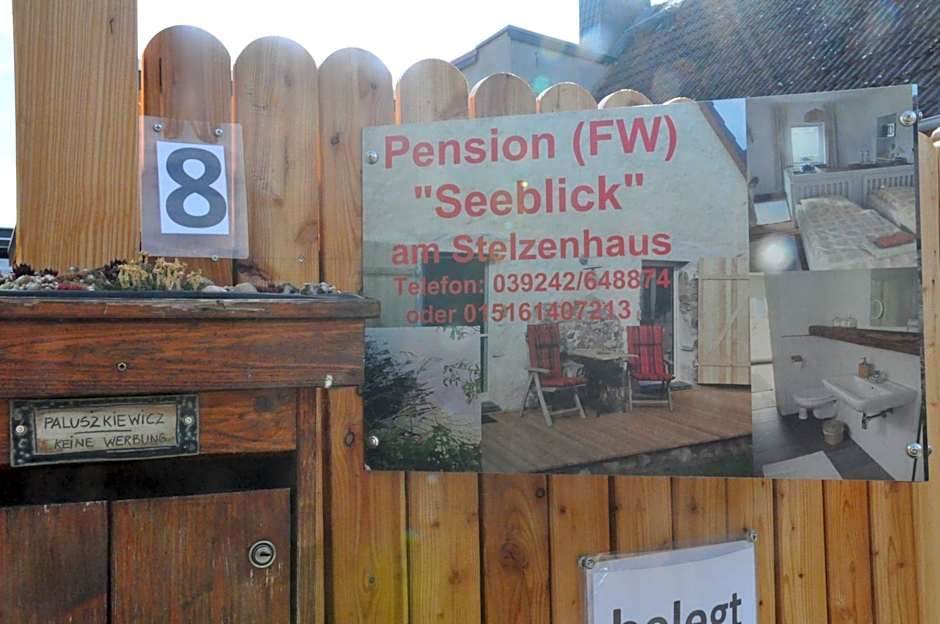 8
Pension (FW)
"Seeblick"
am Stelzenhaus
Telefon: 039242/648874
oder 015161407213
PALUSZKIEWICZ
KEINE WERBUNG
belegt